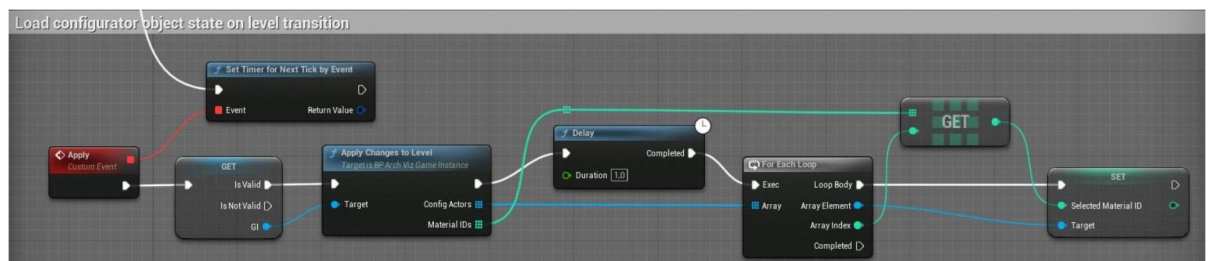 Load configurator object state on level transition
Set Timer for Next Tick by Event
Event Return Value
Apply
Custom Event
GET
Is Valid
Is Not Valid
GI
Apply Changes to Level
Target is BP Arch Viz Game Instance
Target Config Actors
Material IDs
Delay
Completed
Duration 1,0
For Each Loop
Exec Loop Body
Array Array Element
Array Index
Completed
GET
SET
Selected Material ID
Target